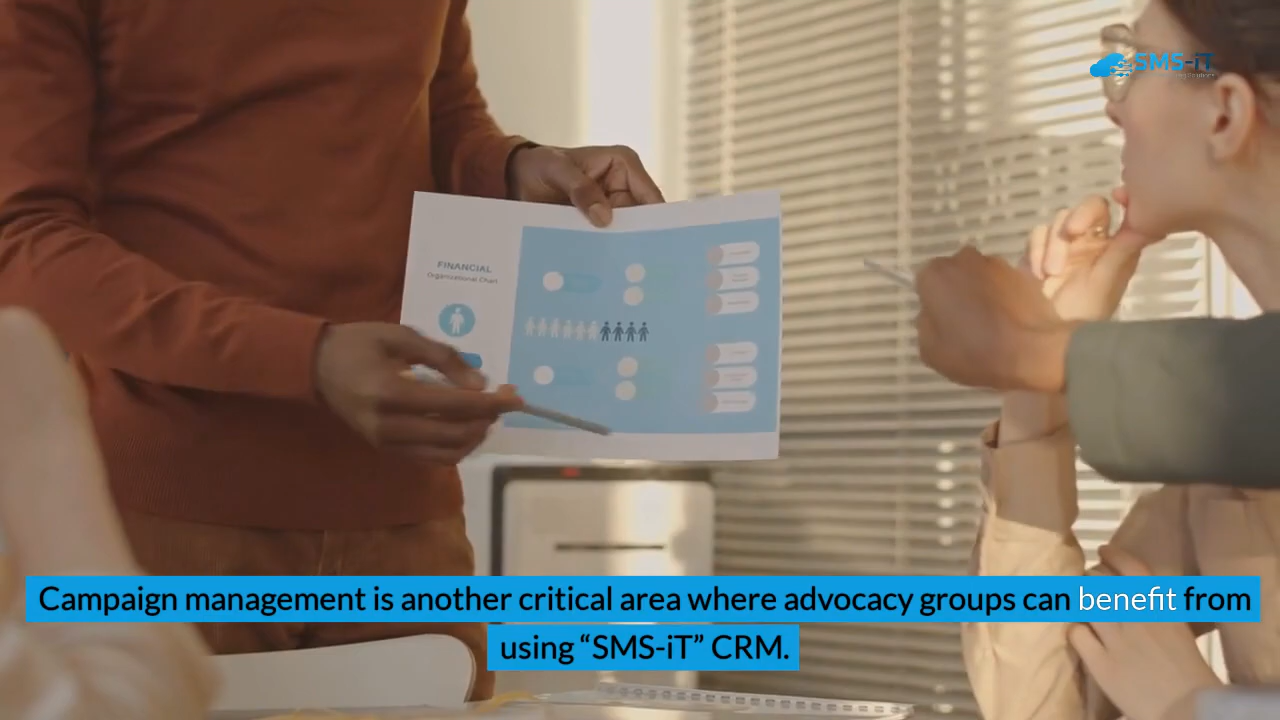 SMS-iT
FINANCIAL
Organizational Chart
Campaign management is another critical area where advocacy groups can benefit from
using “SMS-iT” CRM.